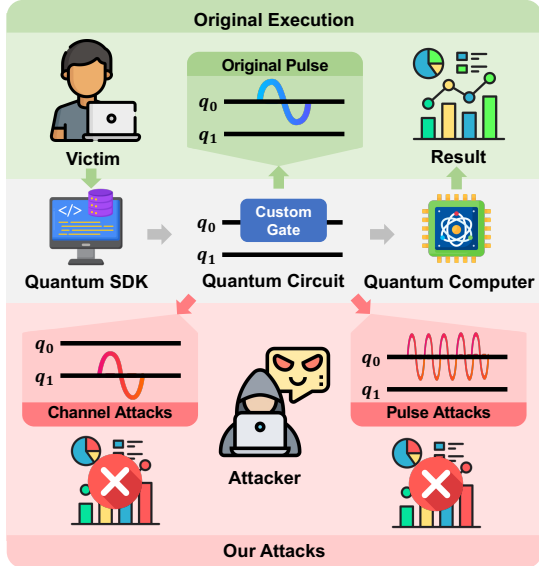 Original Execution
Original Pulse
q0
q1
Victim
Result
</>
q0
Custom
Gate
q1
Quantum SDK
Quantum Circuit
Quantum Computer
q0
q1
Channel Attacks
q0
q1
Pulse Attacks
Attacker
Our Attacks